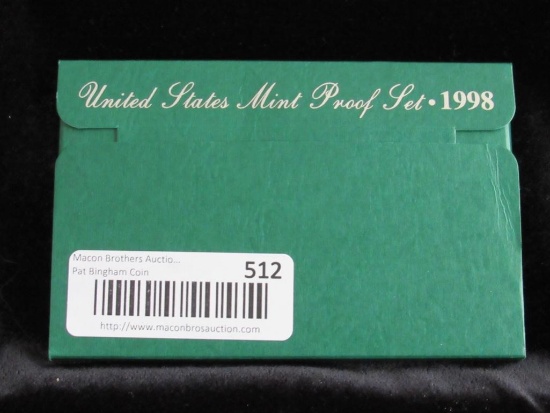 United States Mint Proof Set • 1998
Macon Brothers Auctio...
Pat Bingham Coin
512
http://www.maconbrosauction.com